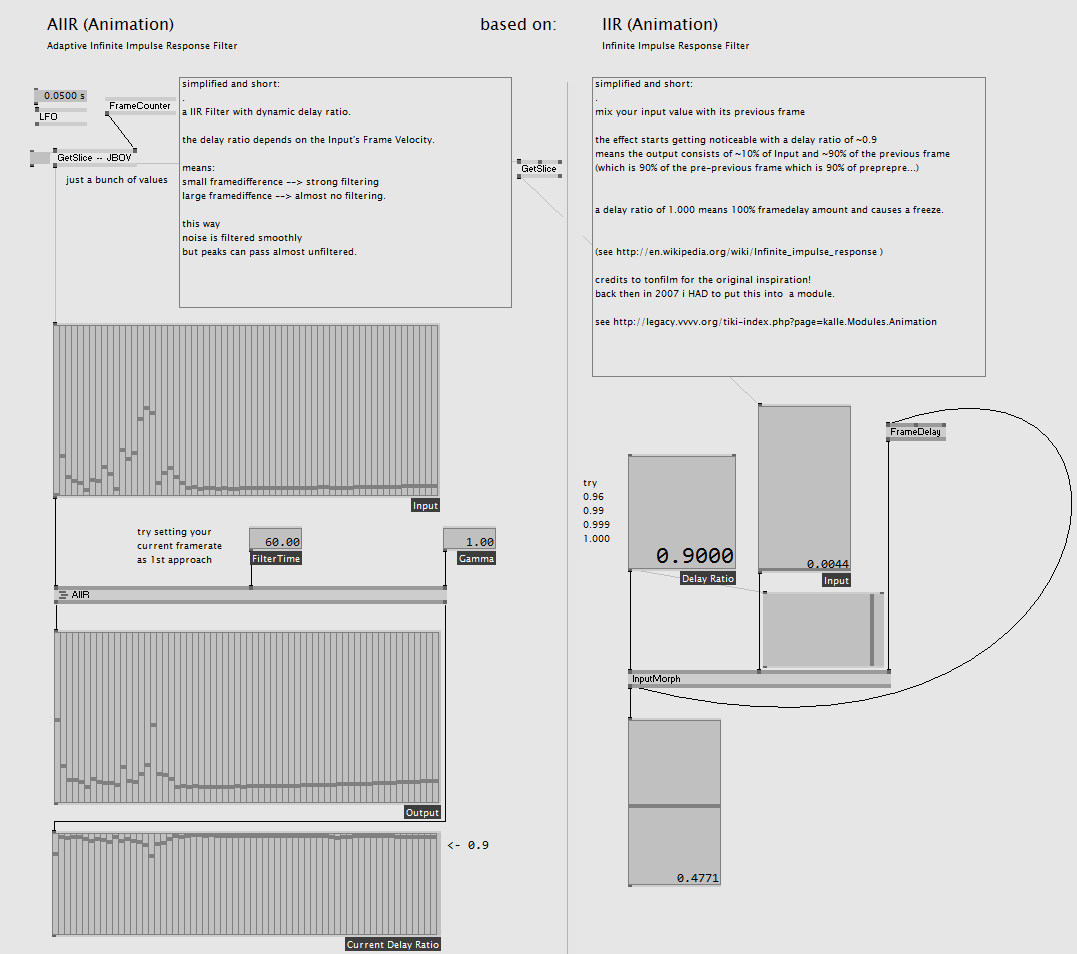 AIIR (Animation)
Adaptive Infinite Impulse Response Filter
based on:
IIR (Animation)
Infinite Impulse Response Filter
0.0500 s
LFO
FrameCounter
GetSlice -- JBOV
just a bunch of values
simplified and short:
.
a IIR Filter with dynamic delay ratio.
the delay ratio depends on the Input's Frame Velocity.
means:
small framedifference --> strong filtering
large framediffence --> almost no filtering.
this way
noise is filtered smoothly
but peaks can pass almost unfiltered.
GetSlice
simplified and short:
.
mix your input value with its previous frame
the effect starts getting noticeable with a delay ratio of ~0.9
means the output consists of ~10% of Input and ~90% of the previous frame
(which is 90% of the pre-previous frame which is 90% of preprepre...)
a delay ratio of 1.000 means 100% framedelay amount and causes a freeze.
(see http://en.wikipedia.org/wiki/Infinite_impulse_response )
credits to tonfilm for the original inspiration!
back then in 2007 i HAD to put this into  a module.
see http://legacy.vvvv.org/tiki-index.php?page=kalle.Modules.Animation
Input
try setting your
current framerate
as 1st approach
60.00
FilterTime
1.00
Gamma
AIIR
Output
<- 0.9
Current Delay Ratio
try
0.96
0.99
0.999
1.000
0.9000
Delay Ratio
0.0044
Input
FrameDelay
InputMorph
0.4771